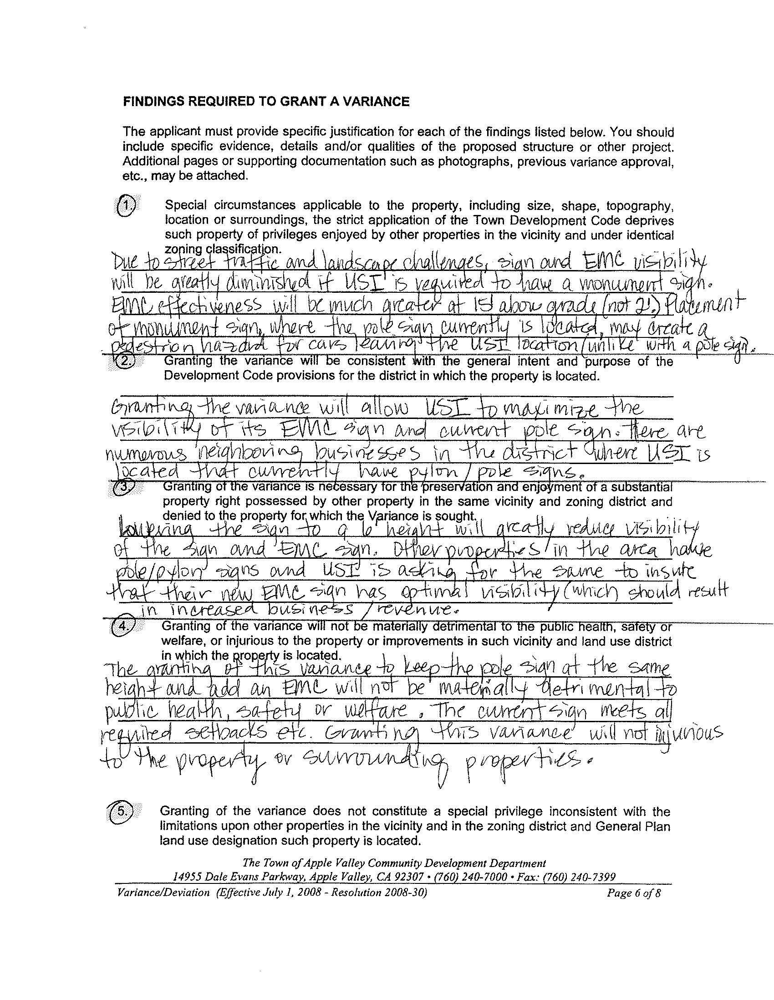 FINDINGS REQUIRED TO GRANT A VARIANCE
The applicant must provide specific justification for each of the findings listed below. You should
include specific evidence, details and/or qualities of the proposed structure or other project.
Additional pages or supporting documentation such as photographs, previous variance approval,
etc., may be attached.
1. Special circumstances applicable to the property, including size, shape, topography,
location or surroundings, the strict application of the Town Development Code deprives
such property of privileges enjoyed by other properties in the vicinity and under identical
zoning classification.
Due to street traffic and landscape challenges, sign and EMC visibility
will be greatly diminished if USI is required to have a monument sign.
EMC effectiveness will be much greater at 15' above grade (not 2'.) Placement
of monument sign, where the pole sign currently is located, may create a
pedestrian hazard for cars leaving the USI location (unlike with a pole sign.
2. Granting the variance will be consistent with the general intent and purpose of the
Development Code provisions for the district in which the property is located.
Granting the variance will allow USI to maximize the
visibility of its EMC sign and current pole sign. There are
numerous neighboring businesses in the district where USI is
located that currently have pylon / pole signs.
3. Granting of the variance is necessary for the preservation and enjoyment of a substantial
property right possessed by other property in the same vicinity and zoning district and
denied to the property for which the Variance is sought.
Lowering the sign to a 6' height will greatly reduce visibility
of the sign and EMC sign. Other properties in the area have
pole/pylon signs and USI is asking for the same to insure
that their new EMC sign has optimal visibility (which should result
in increased business / revenue.
4. Granting of the variance will not be materially detrimental to the public health, safety or
welfare, or injurious to the property or improvements in such vicinity and land use district
in which the property is located.
The granting of this variance to keep the pole sign at the same
height and add an EMC will not be materially detrimental to
public health, safety or welfare. The current sign meets all
required setbacks etc. Granting this variance will not injurious
to the property or surrounding properties.
5. Granting of the variance does not constitute a special privilege inconsistent with the
limitations upon other properties in the vicinity and in the zoning district and General Plan
land use designation such property is located.
The Town of Apple Valley Community Development Department
14955 Dale Evans Parkway, Apple Valley, CA 92307 • (760) 240-7000 • Fax: (760) 240-7399
Variance/Deviation (Effective July 1, 2008 - Resolution 2008-30) Page 6 of 8